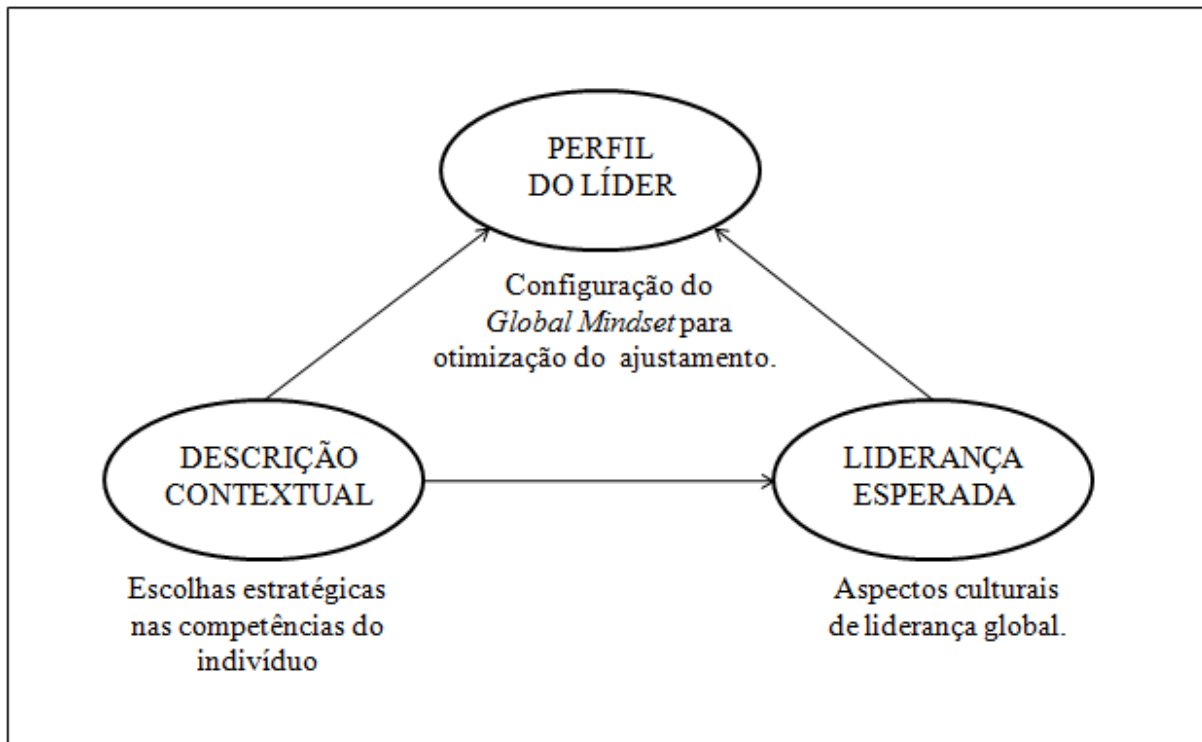 PERFIL
DO LÍDER
Configuração do
Global Mindset para
otimização do ajustamento.
DESCRIÇÃO
CONTEXTUAL
Escolhas estratégicas
nas competências do
indivíduo
LIDERANÇA
ESPERADA
Aspectos culturais
de liderança global.